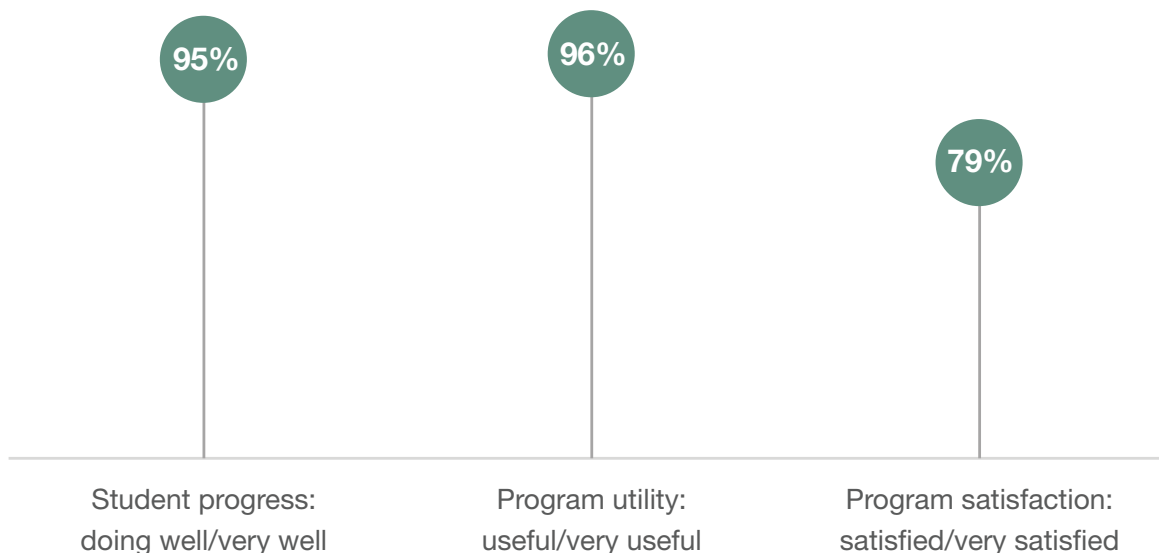 95%
96%
79%
Student progress:
doing well/very well
Program utility:
useful/very useful
Program satisfaction:
satisfied/very satisfied